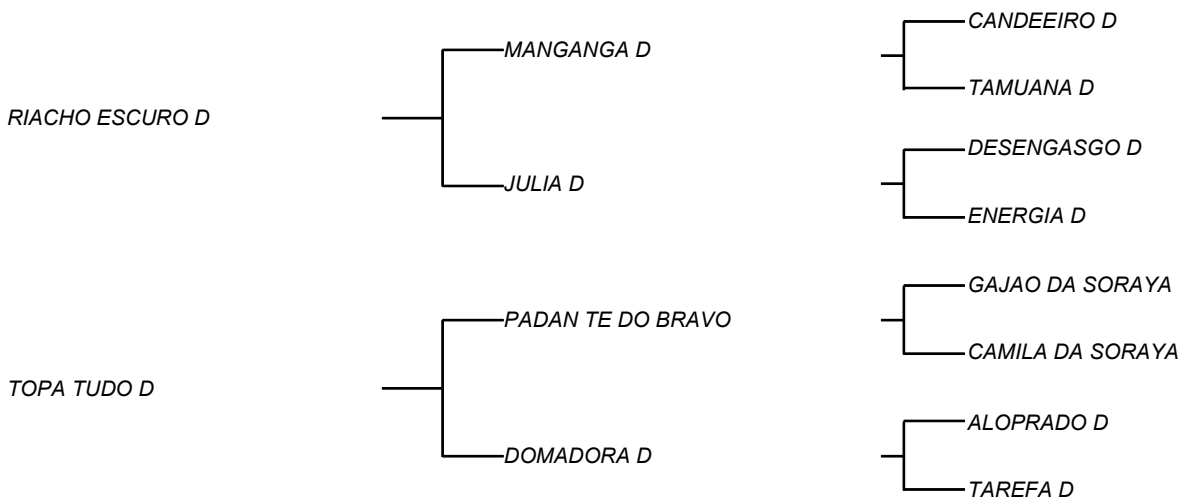 CANDEEIRO D
MANGANGA D
TAMUANA D
RIACHO ESCURO D
DESENGASGO D
JULIA D
ENERGIA D
GAJAO DA SORAYA
PADAN TE DO BRAVO
CAMILA DA SORAYA
TOPA TUDO D
ALOPRADO D
DOMADORA D
TAREFA D